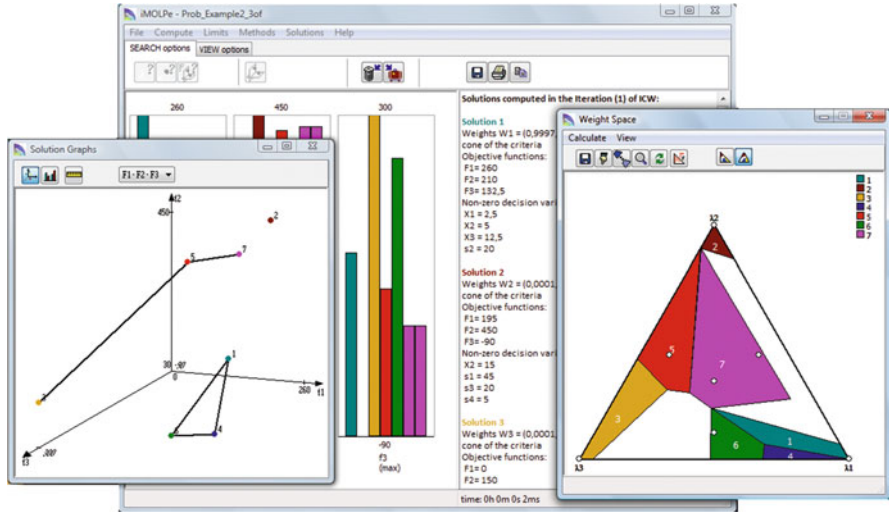 iMOLPe - Prob_Example2_3of
File Compute Limits Methods Solutions Help
SEARCH options VIEW options
260 450 300
-90
f3
(max)
Solutions computed in the Iteration (1) of ICW:
Solution 1
Weights W1 = (0,9997,
cone of the criteria
Objective functions:
F1= 260
F2= 210
F3= 132,5
Non-zero decision vari
X1 = 2,5
X2 = 5
X3 = 12,5
s2 = 20
Solution 2
Weights W2 = (0,0001,
cone of the criteria
Objective functions:
F1= 195
F2= 450
F3= -90
Non-zero decision vari
X2 = 15
s1 = 45
s3 = 20
s4 = 5
Solution 3
Weights W3 = (0,0001,
cone of the criteria
Objective functions:
F1= 0
F2= 150
time: 0h 0m 0s 2ms
Solution Graphs
F1-F2-F3
f2
450
2
5
7
1
30
0
260
f1
4
f3
300
Weight Space
Calculate View
1
2
3
4
5
6
7
λ2
2
5
7
3
1
6
4
λ3
λ1